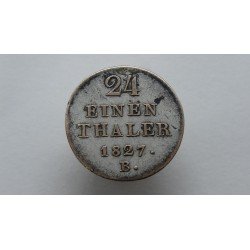 24
EINEN
THALER
1827.
B.